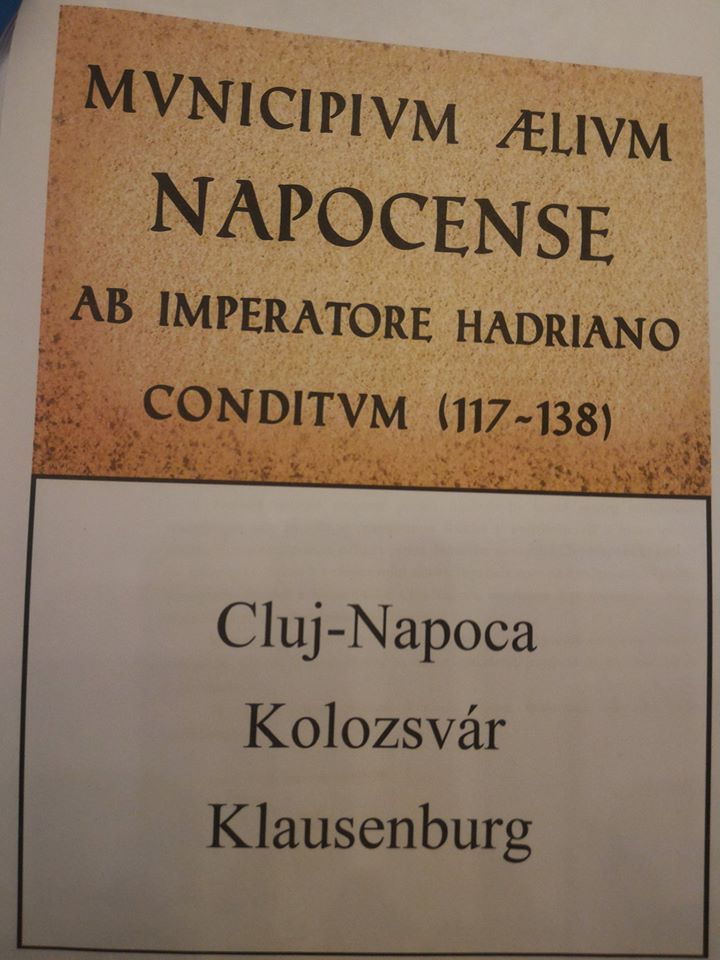 MVNICIPIVM ÆLIVM
NAPOCENSE
AB IMPERATORE HADRIANO
CONDITVM (117~138)
Cluj-Napoca
Kolozsvár
Klausenburg